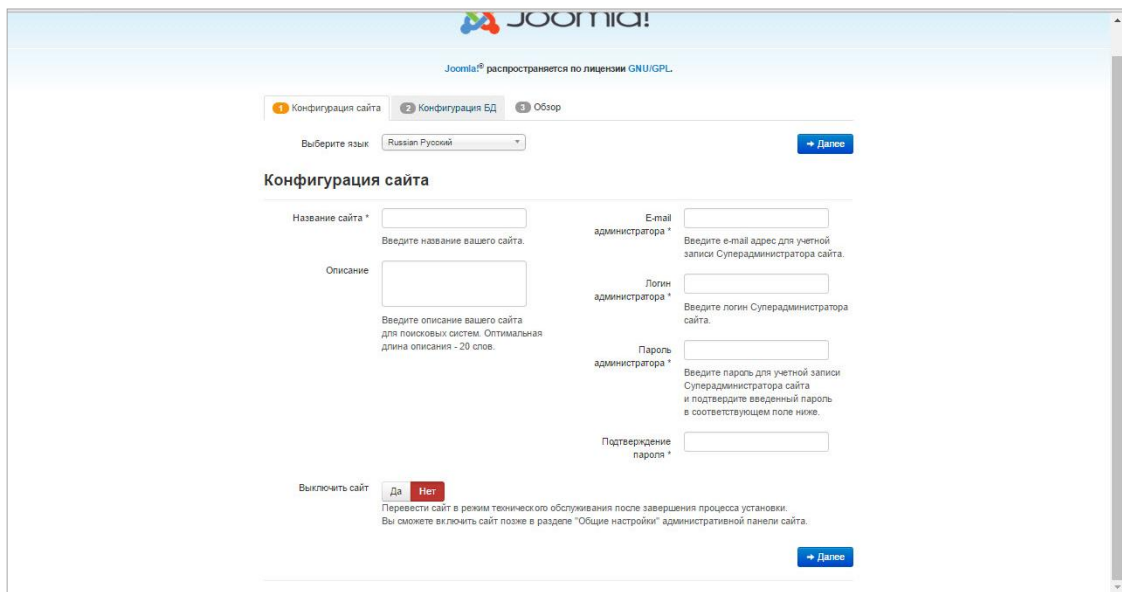 Joomla!
Joomla!® распространяется по лицензии GNU/GPL.
1 Конфигурация сайта 2 Конфигурация БД 3 Обзор
Выберите язык Russian Русский → Далее
Конфигурация сайта
Название сайта *
Введите название вашего сайта.
Описание
Введите описание вашего сайта
для поисковых систем. Оптимальная
длина описания - 20 слов.
E-mail
администратора *
Введите e-mail адрес для учетной
записи Суперадминистратора сайта.
Логин
администратора *
Введите логин Суперадминистратора
сайта.
Пароль
администратора *
Введите пароль для учетной записи
Суперадминистратора сайта
и подтвердите введенный пароль
в соответствующем поле ниже.
Подтверждение
пароля *
Выключить сайт Да Нет
Перевести сайт в режим технического обслуживания после завершения процесса установки.
Вы сможете включить сайт позже в разделе "Общие настройки" административной панели сайта.
→ Далее